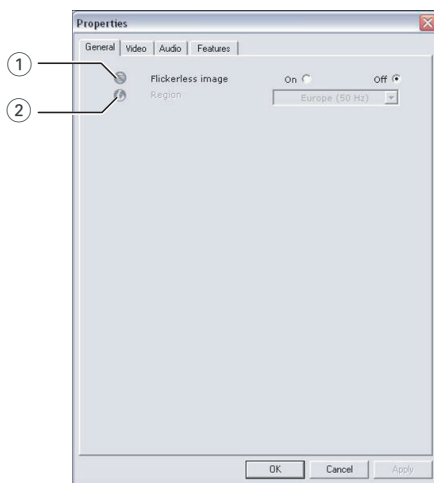 Properties
General Video Audio Features
1 Flickerless image On Off
2 Region Europe (50 Hz)
OK Cancel Apply